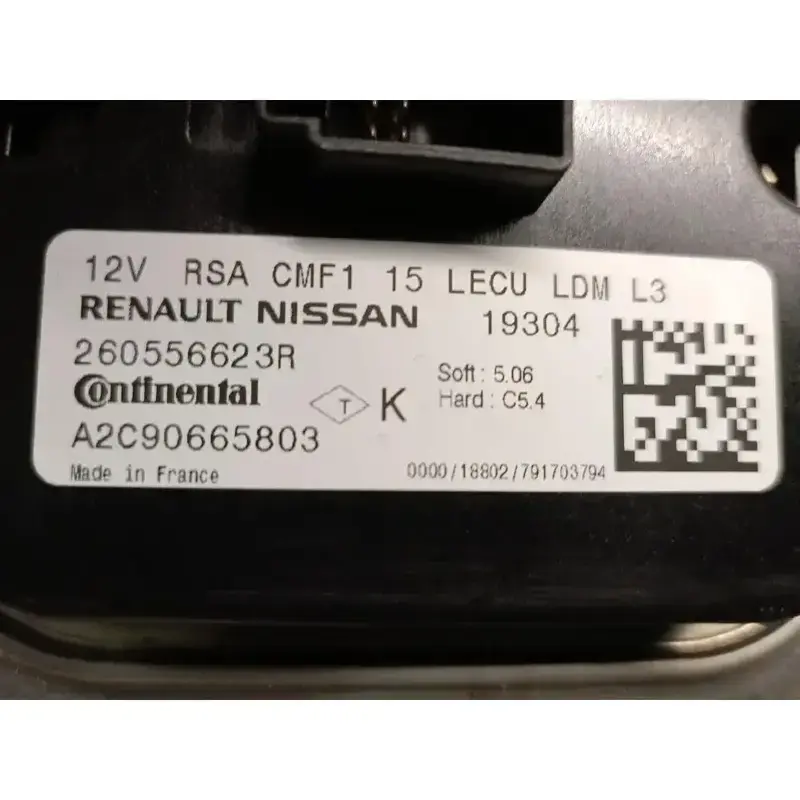 12V RSA CMF1 15 LECU LDM L3
RENAULT NISSAN 19304
260556623R
Soft : 5.06
Continental
T K
Hard : C5.4
A2C90665803
Made in France
0000/18802/791703794